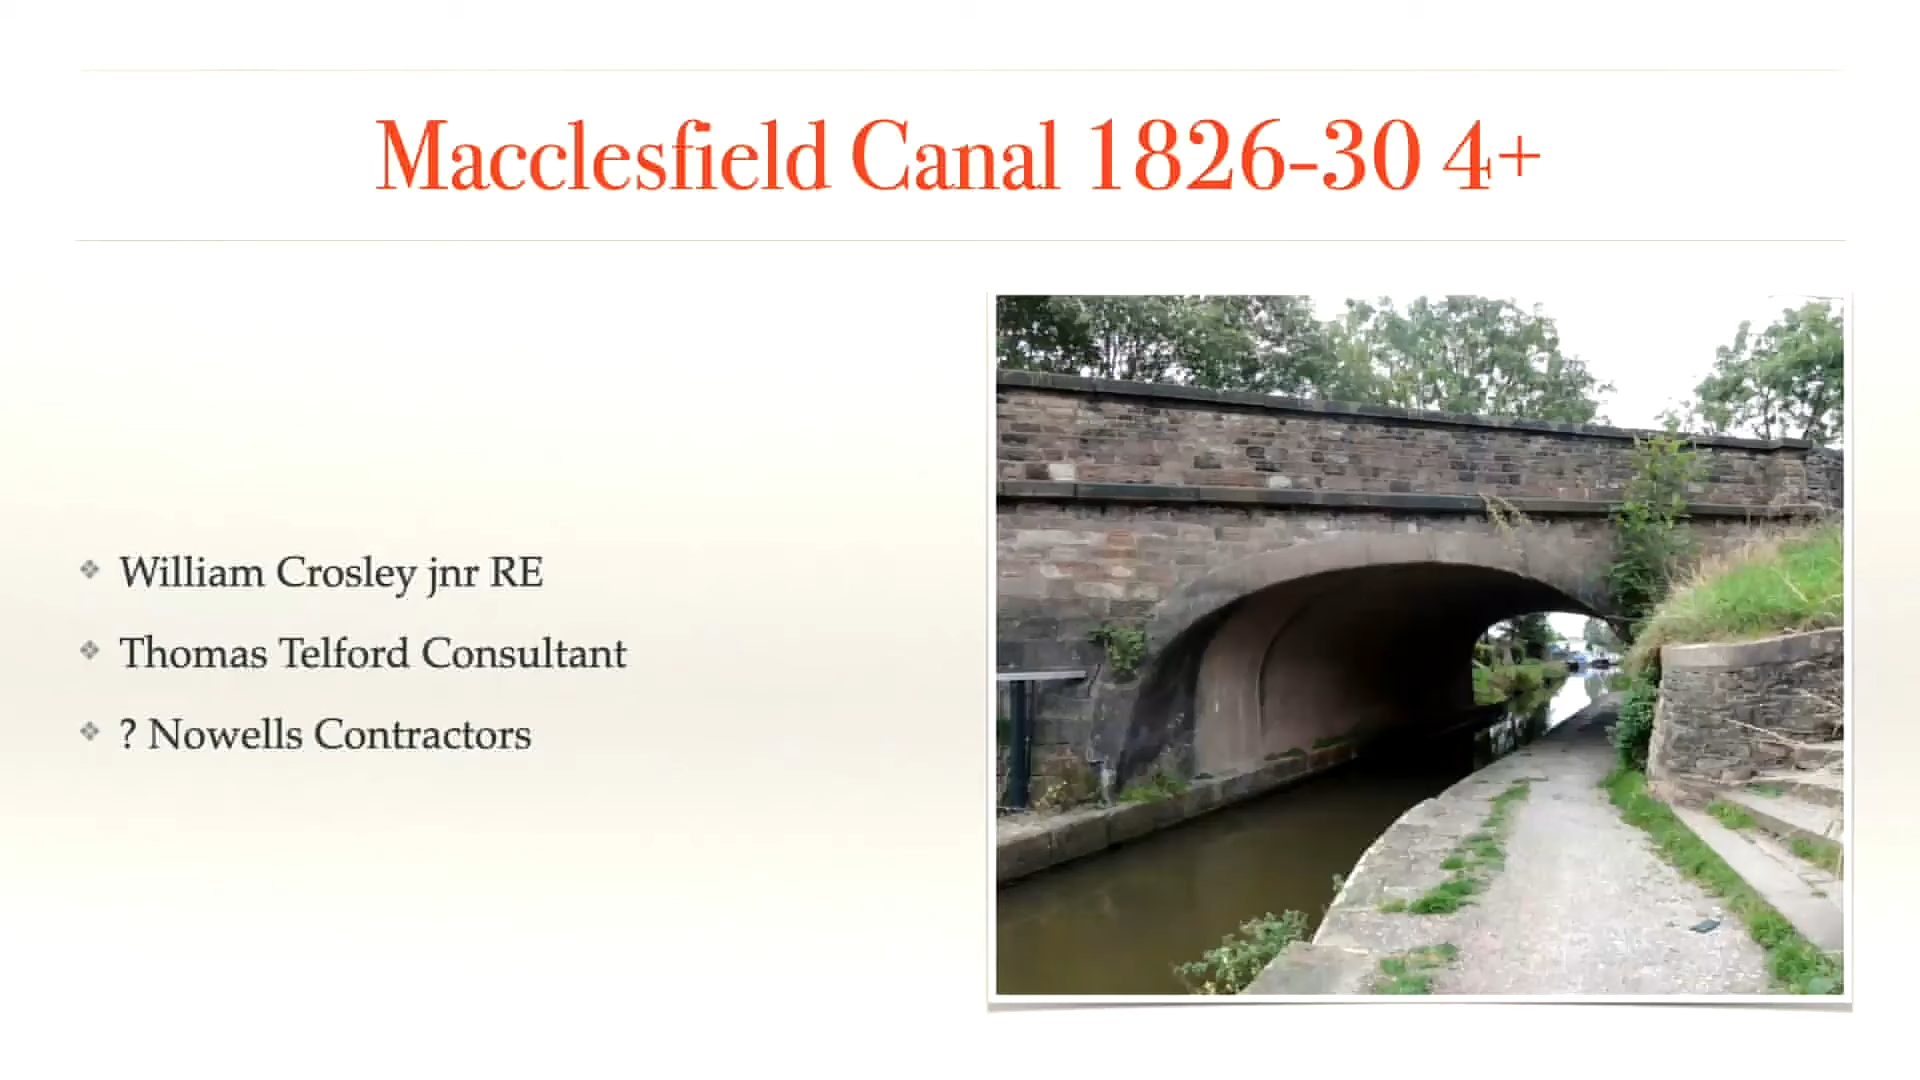 Macclesfield Canal 1826-30 4+
William Crosley jnr RE
Thomas Telford Consultant
? Nowells Contractors